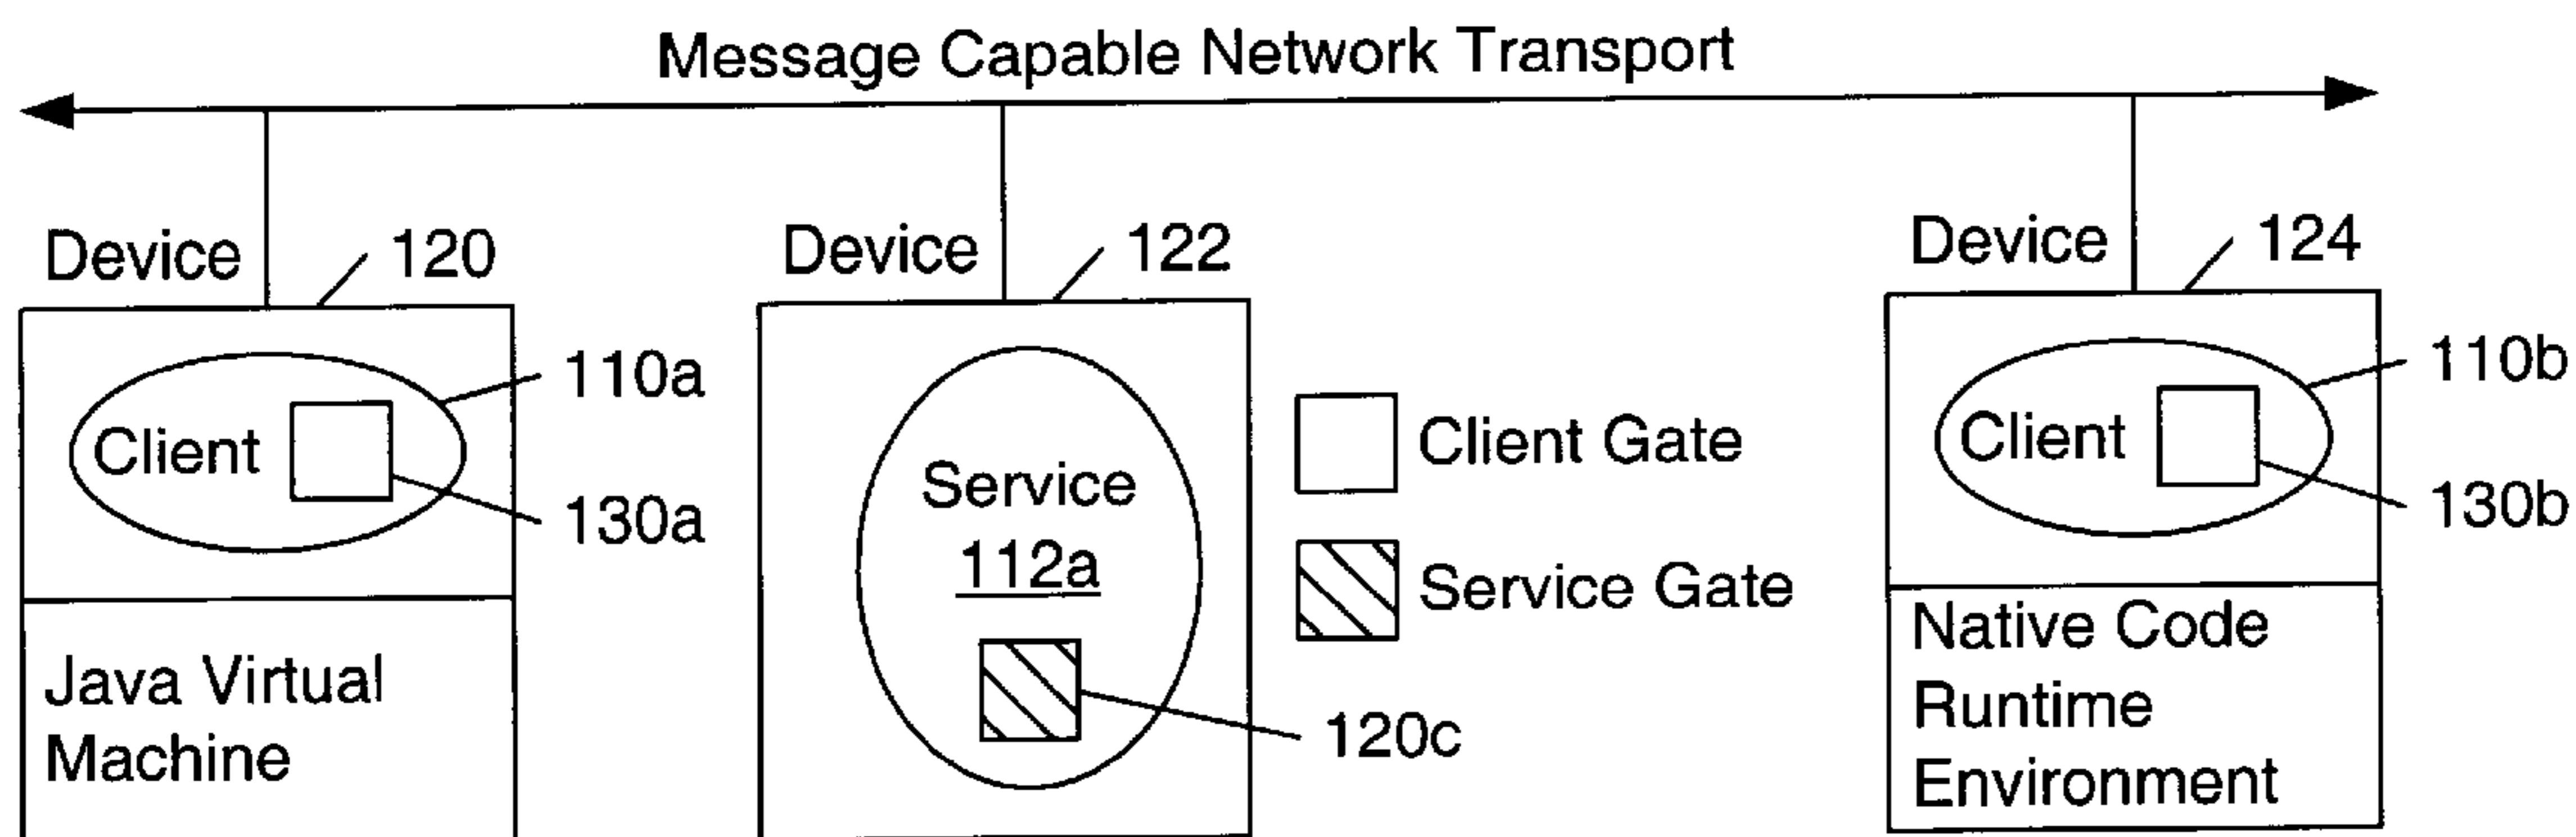 Message Capable Network Transport
Device
120
Device
122
Device
124
110a
110b
Client
Client Gate
Client
130a
130b
Service
112a
Service Gate
Java Virtual
Machine
120c
Native Code
Runtime
Environment